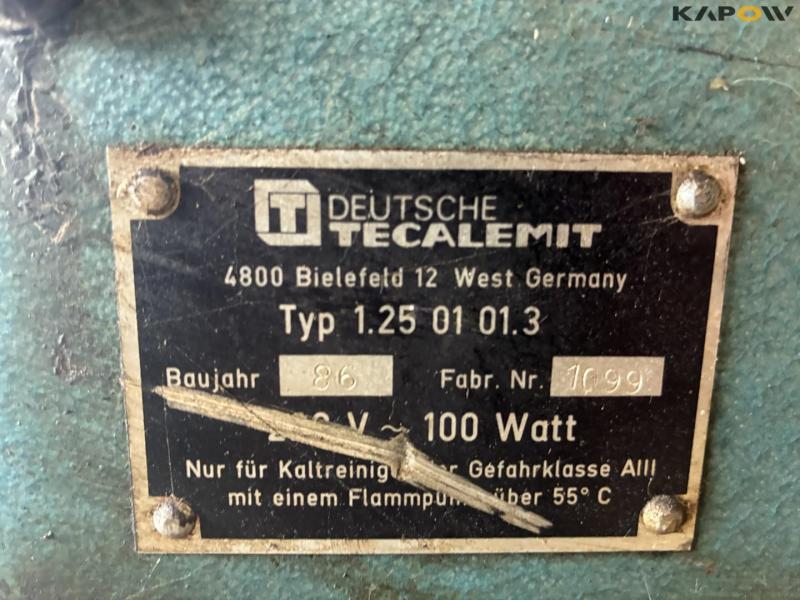 KAPOW
DEUTSCHE
TECALEMIT
4800 Bielefeld 12 West Germany
Typ 1.25 01 01.3
Baujahr 86 Fabr. Nr. 1099
V ~ 100 Watt
Nur für Gefahrklasse AIII
mit einem über 55° C